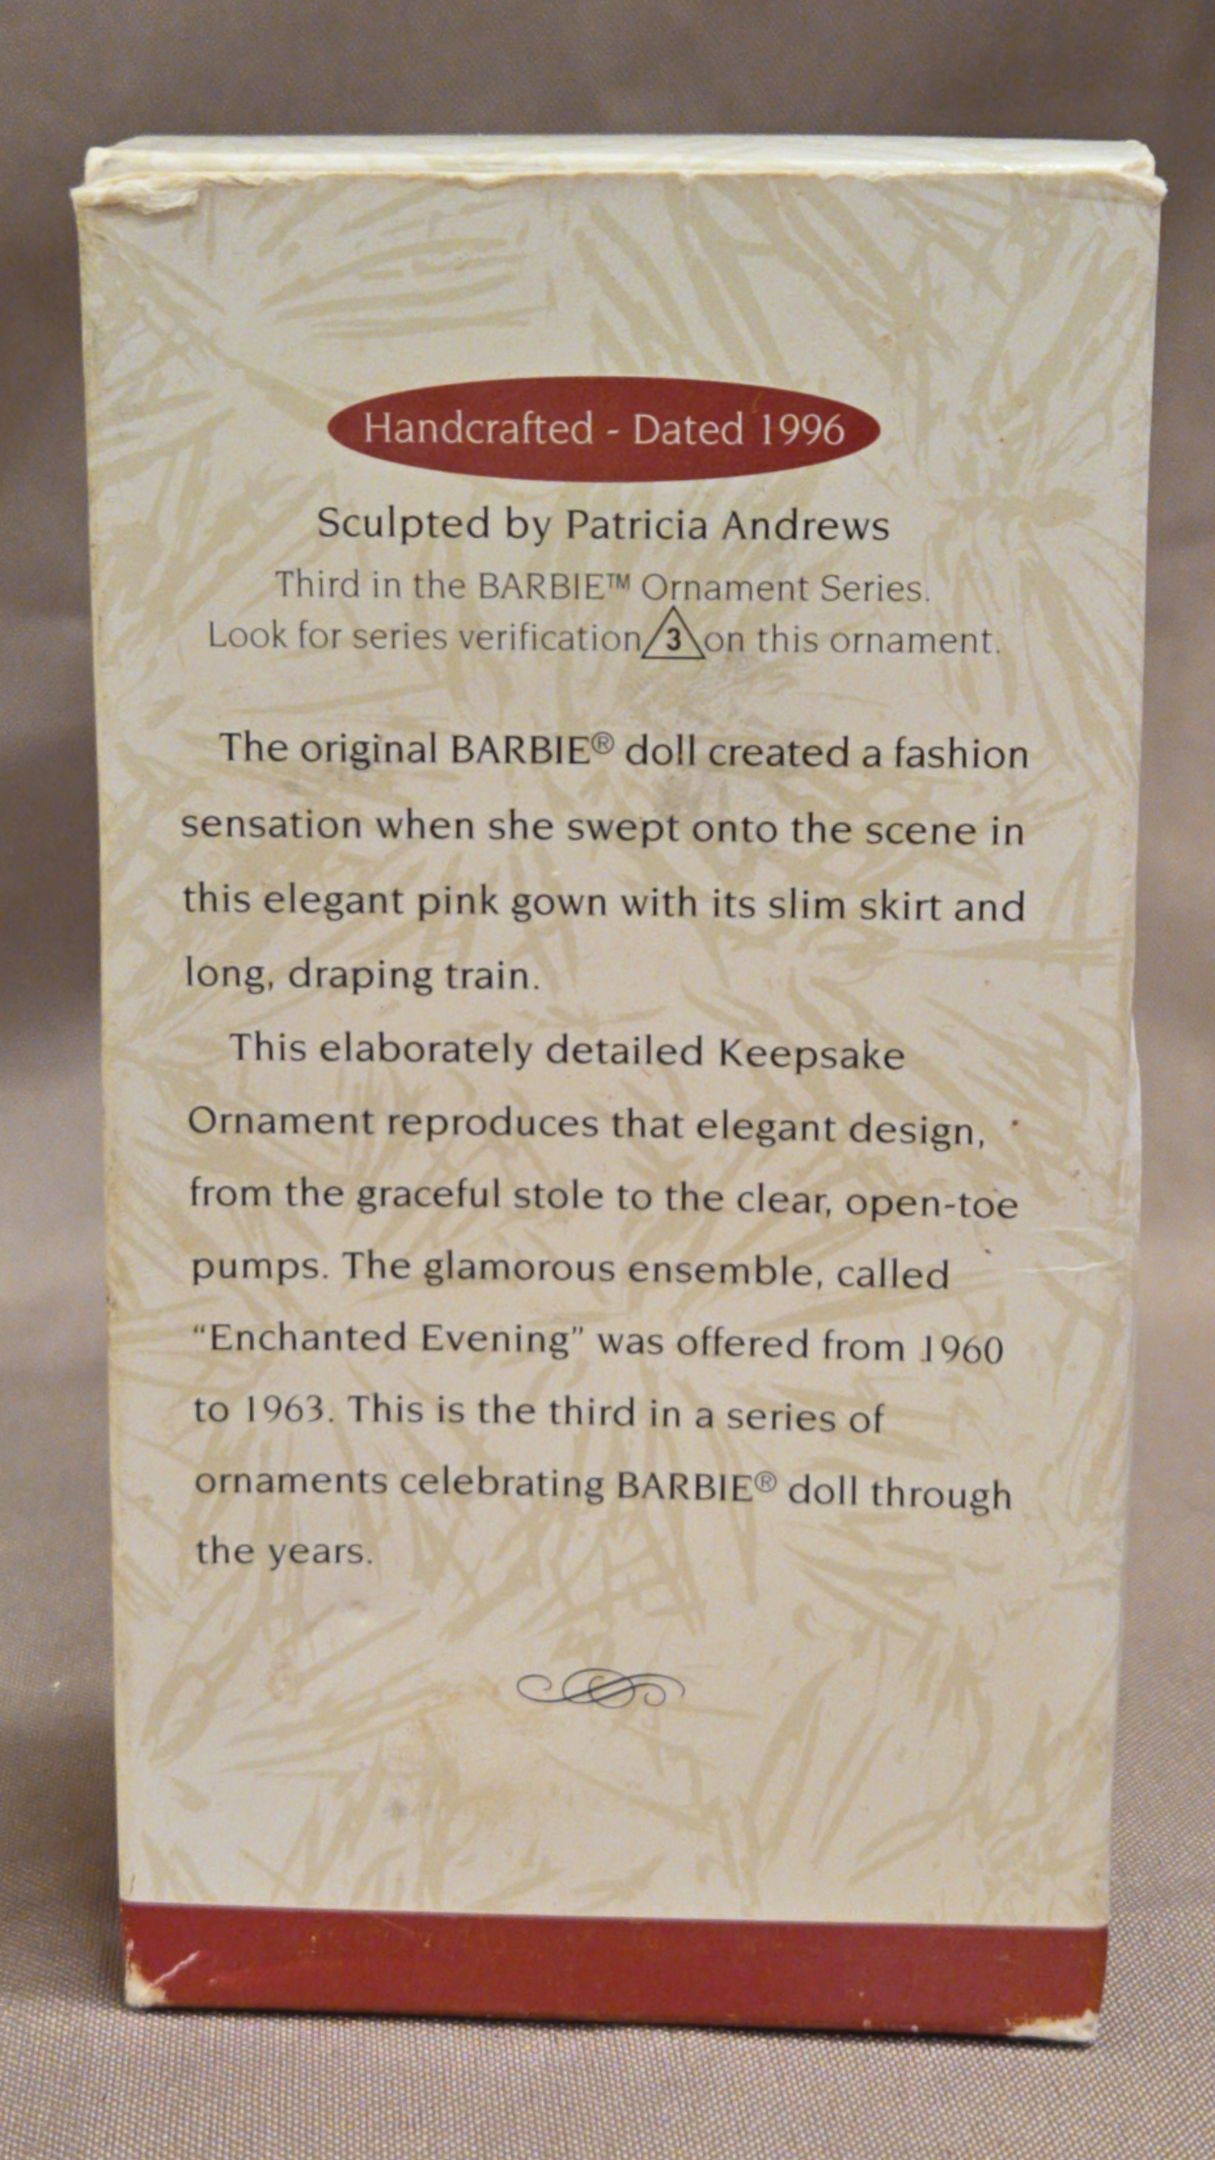 Handcrafted - Dated 1996
Sculpted by Patricia Andrews
Third in the BARBIE™ Ornament Series.
Look for series verification 3 on this ornament.
The original BARBIE® doll created a fashion
sensation when she swept onto the scene in
this elegant pink gown with its slim skirt and
long, draping train.
This elaborately detailed Keepsake
Ornament reproduces that elegant design,
from the graceful stole to the clear, open-toe
pumps. The glamorous ensemble, called
“Enchanted Evening” was offered from 1960
to 1963. This is the third in a series of
ornaments celebrating BARBIE® doll through
the years.